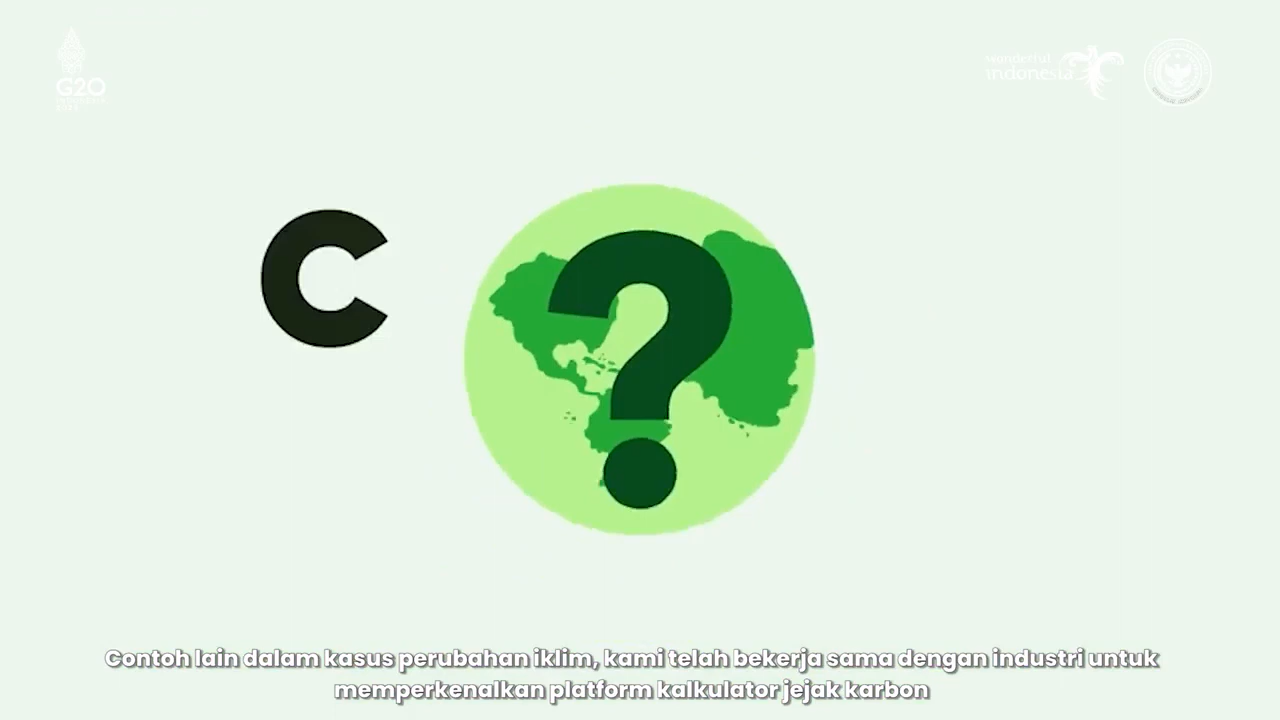 G20
wonderful
indonesia
C
?
Contoh lain dalam kasus perubahan iklim, kami telah bekerja sama dengan industri untuk
memperkenalkan platform kalkulator jejak karbon